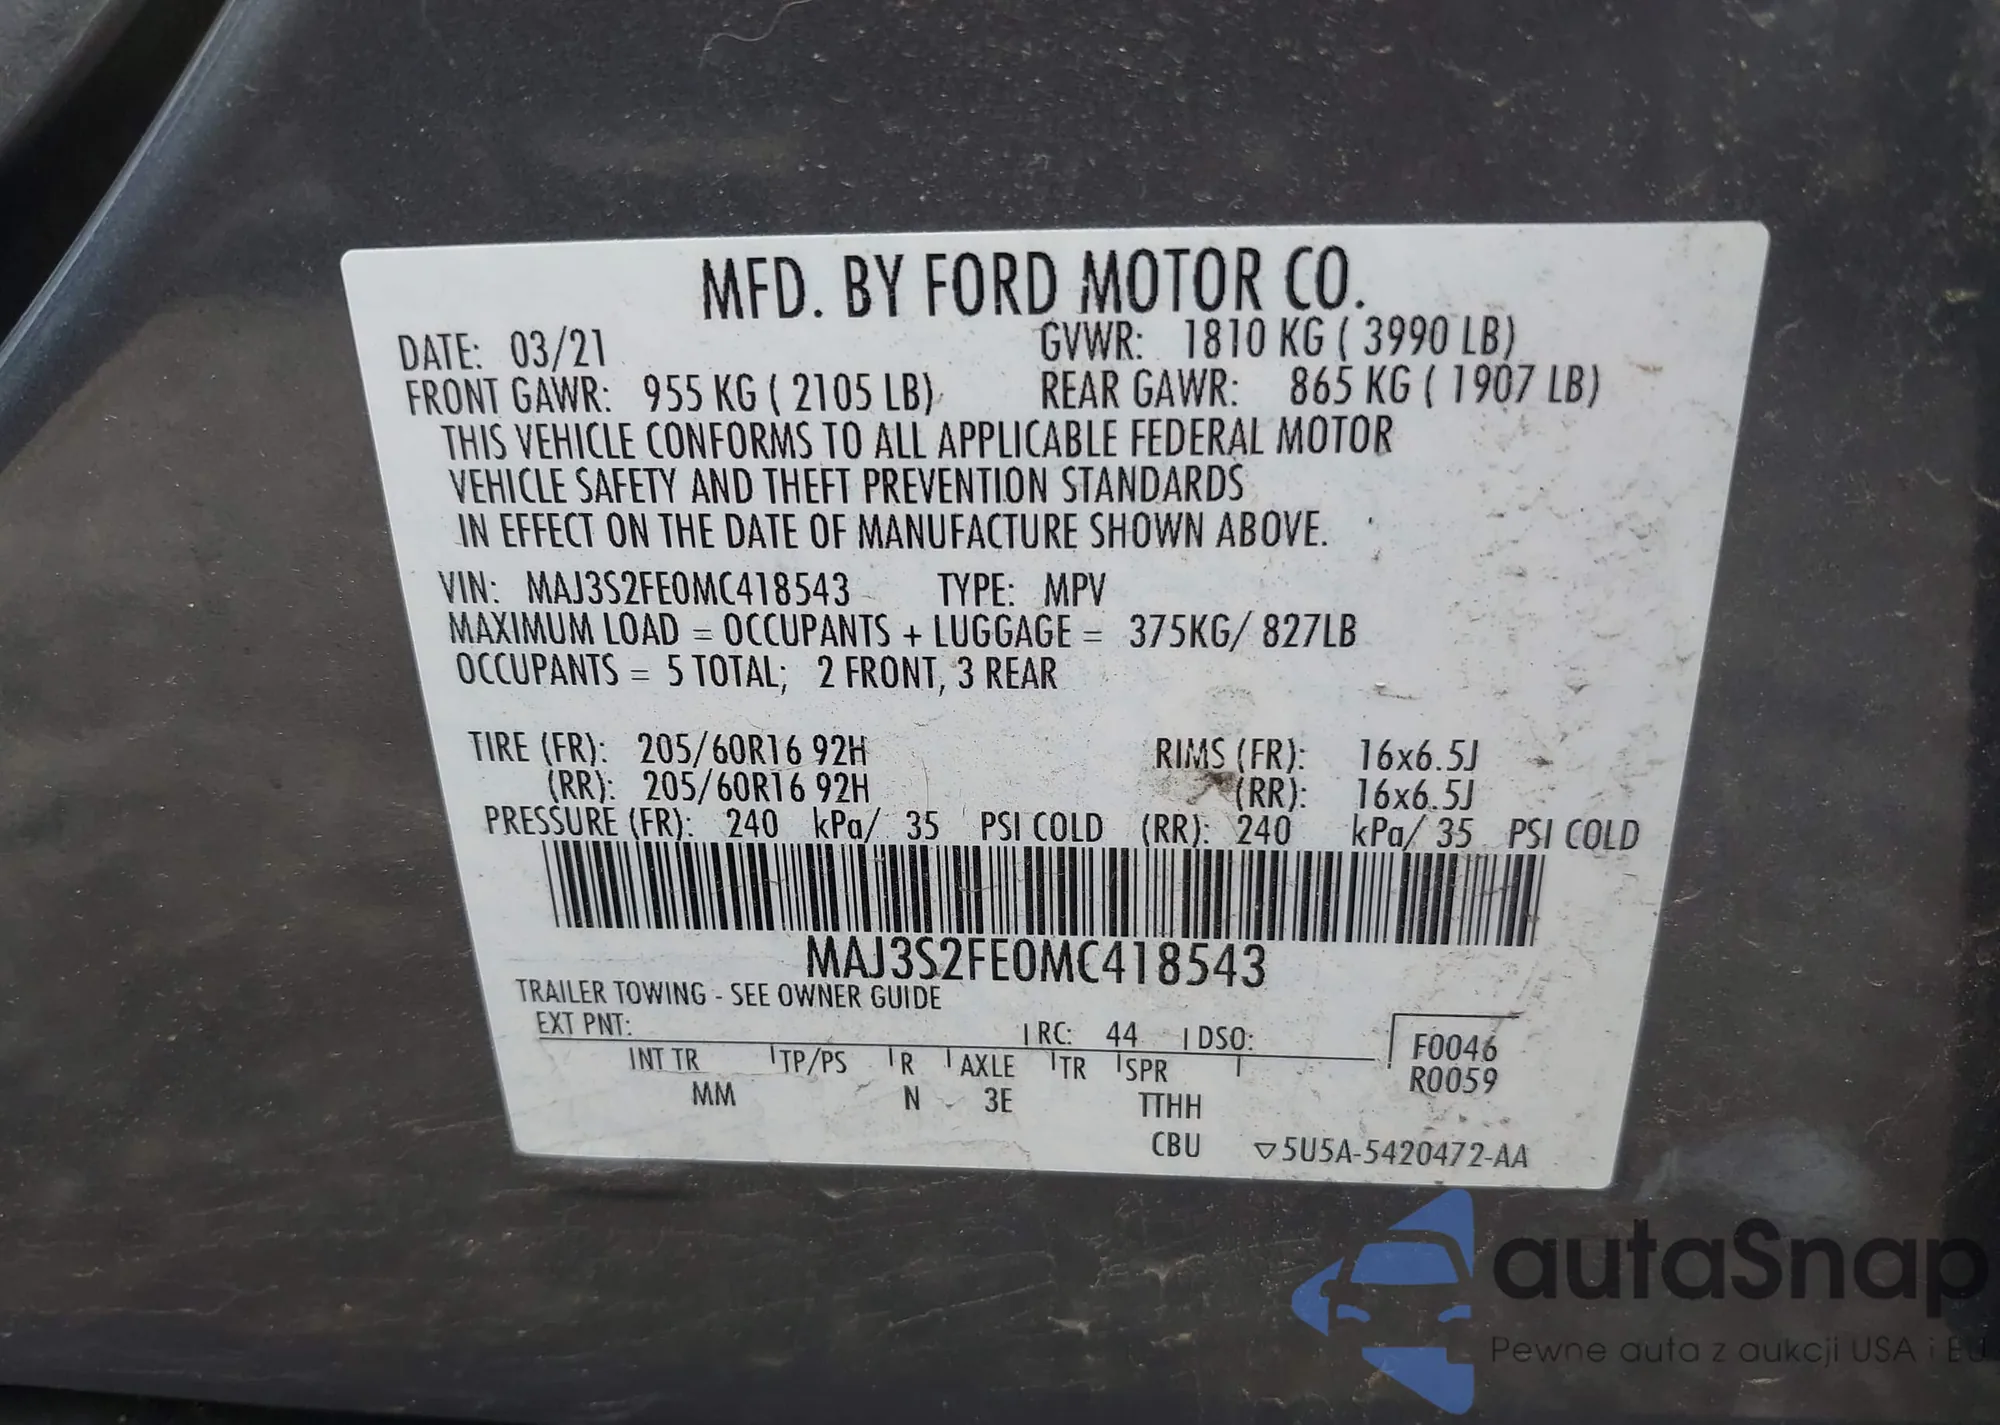 MFD. BY FORD MOTOR CO.
DATE: 03/21 GVWR: 1810 KG ( 3990 LB)
FRONT GAWR: 955 KG ( 2105 LB) REAR GAWR: 865 KG ( 1907 LB)
THIS VEHICLE CONFORMS TO ALL APPLICABLE FEDERAL MOTOR
VEHICLE SAFETY AND THEFT PREVENTION STANDARDS
IN EFFECT ON THE DATE OF MANUFACTURE SHOWN ABOVE.
VIN: MAJ3S2FE0MC418543 TYPE: MPV
MAXIMUM LOAD = OCCUPANTS + LUGGAGE = 375KG/ 827LB
OCCUPANTS = 5 TOTAL; 2 FRONT, 3 REAR
TIRE (FR): 205/60R16 92H RIMS (FR): 16x6.5J
(RR): 205/60R16 92H (RR): 16x6.5J
PRESSURE (FR): 240 kPa/ 35 PSI COLD (RR): 240 kPa/ 35 PSI COLD
MAJ3S2FE0MC418543
TRAILER TOWING - SEE OWNER GUIDE
EXT PNT: RC: 44 DSO: F0046
INT TR TP/PS R AXLE TR SPR R0059
MM N 3E TTHH
CBU ▽5U5A-5420472-AA
autaSnap
Pewne auta z aukcji USA i EU